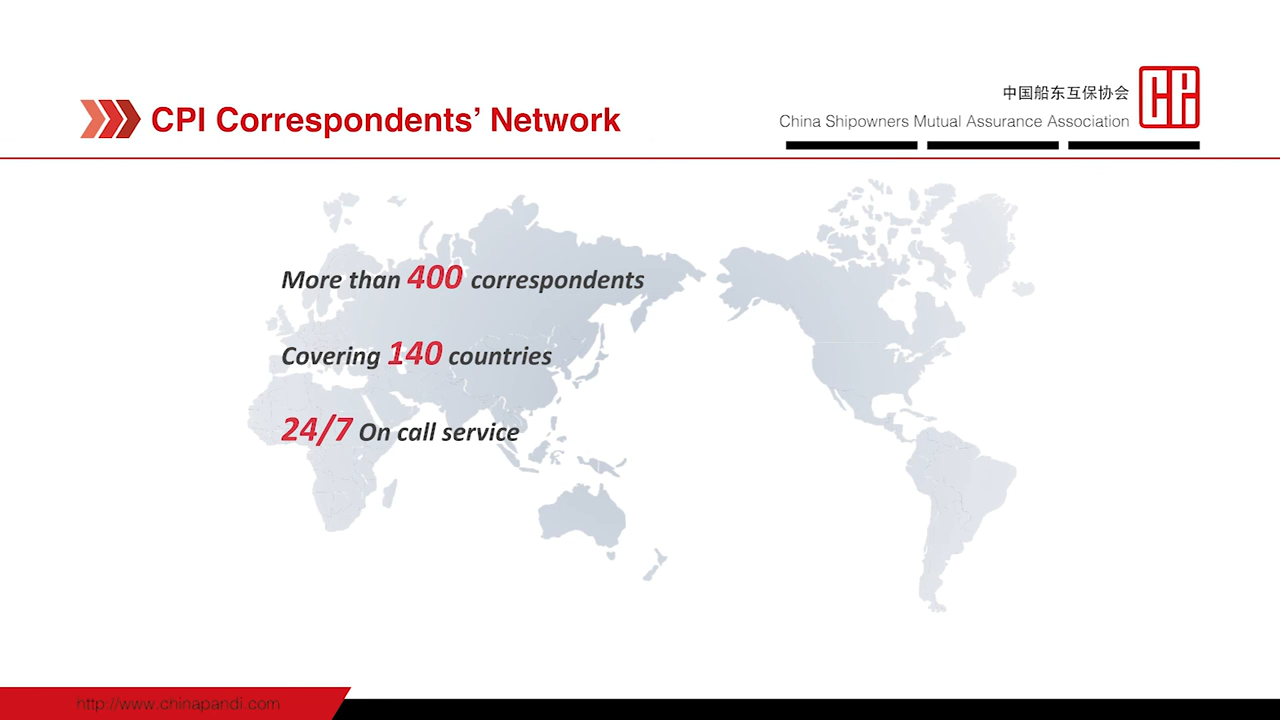 CPI Correspondents’ Network
中国船东互保协会
China Shipowners Mutual Assurance Association
CPI
More than 400 correspondents
Covering 140 countries
24/7 On call service
http://www.chinapandi.com